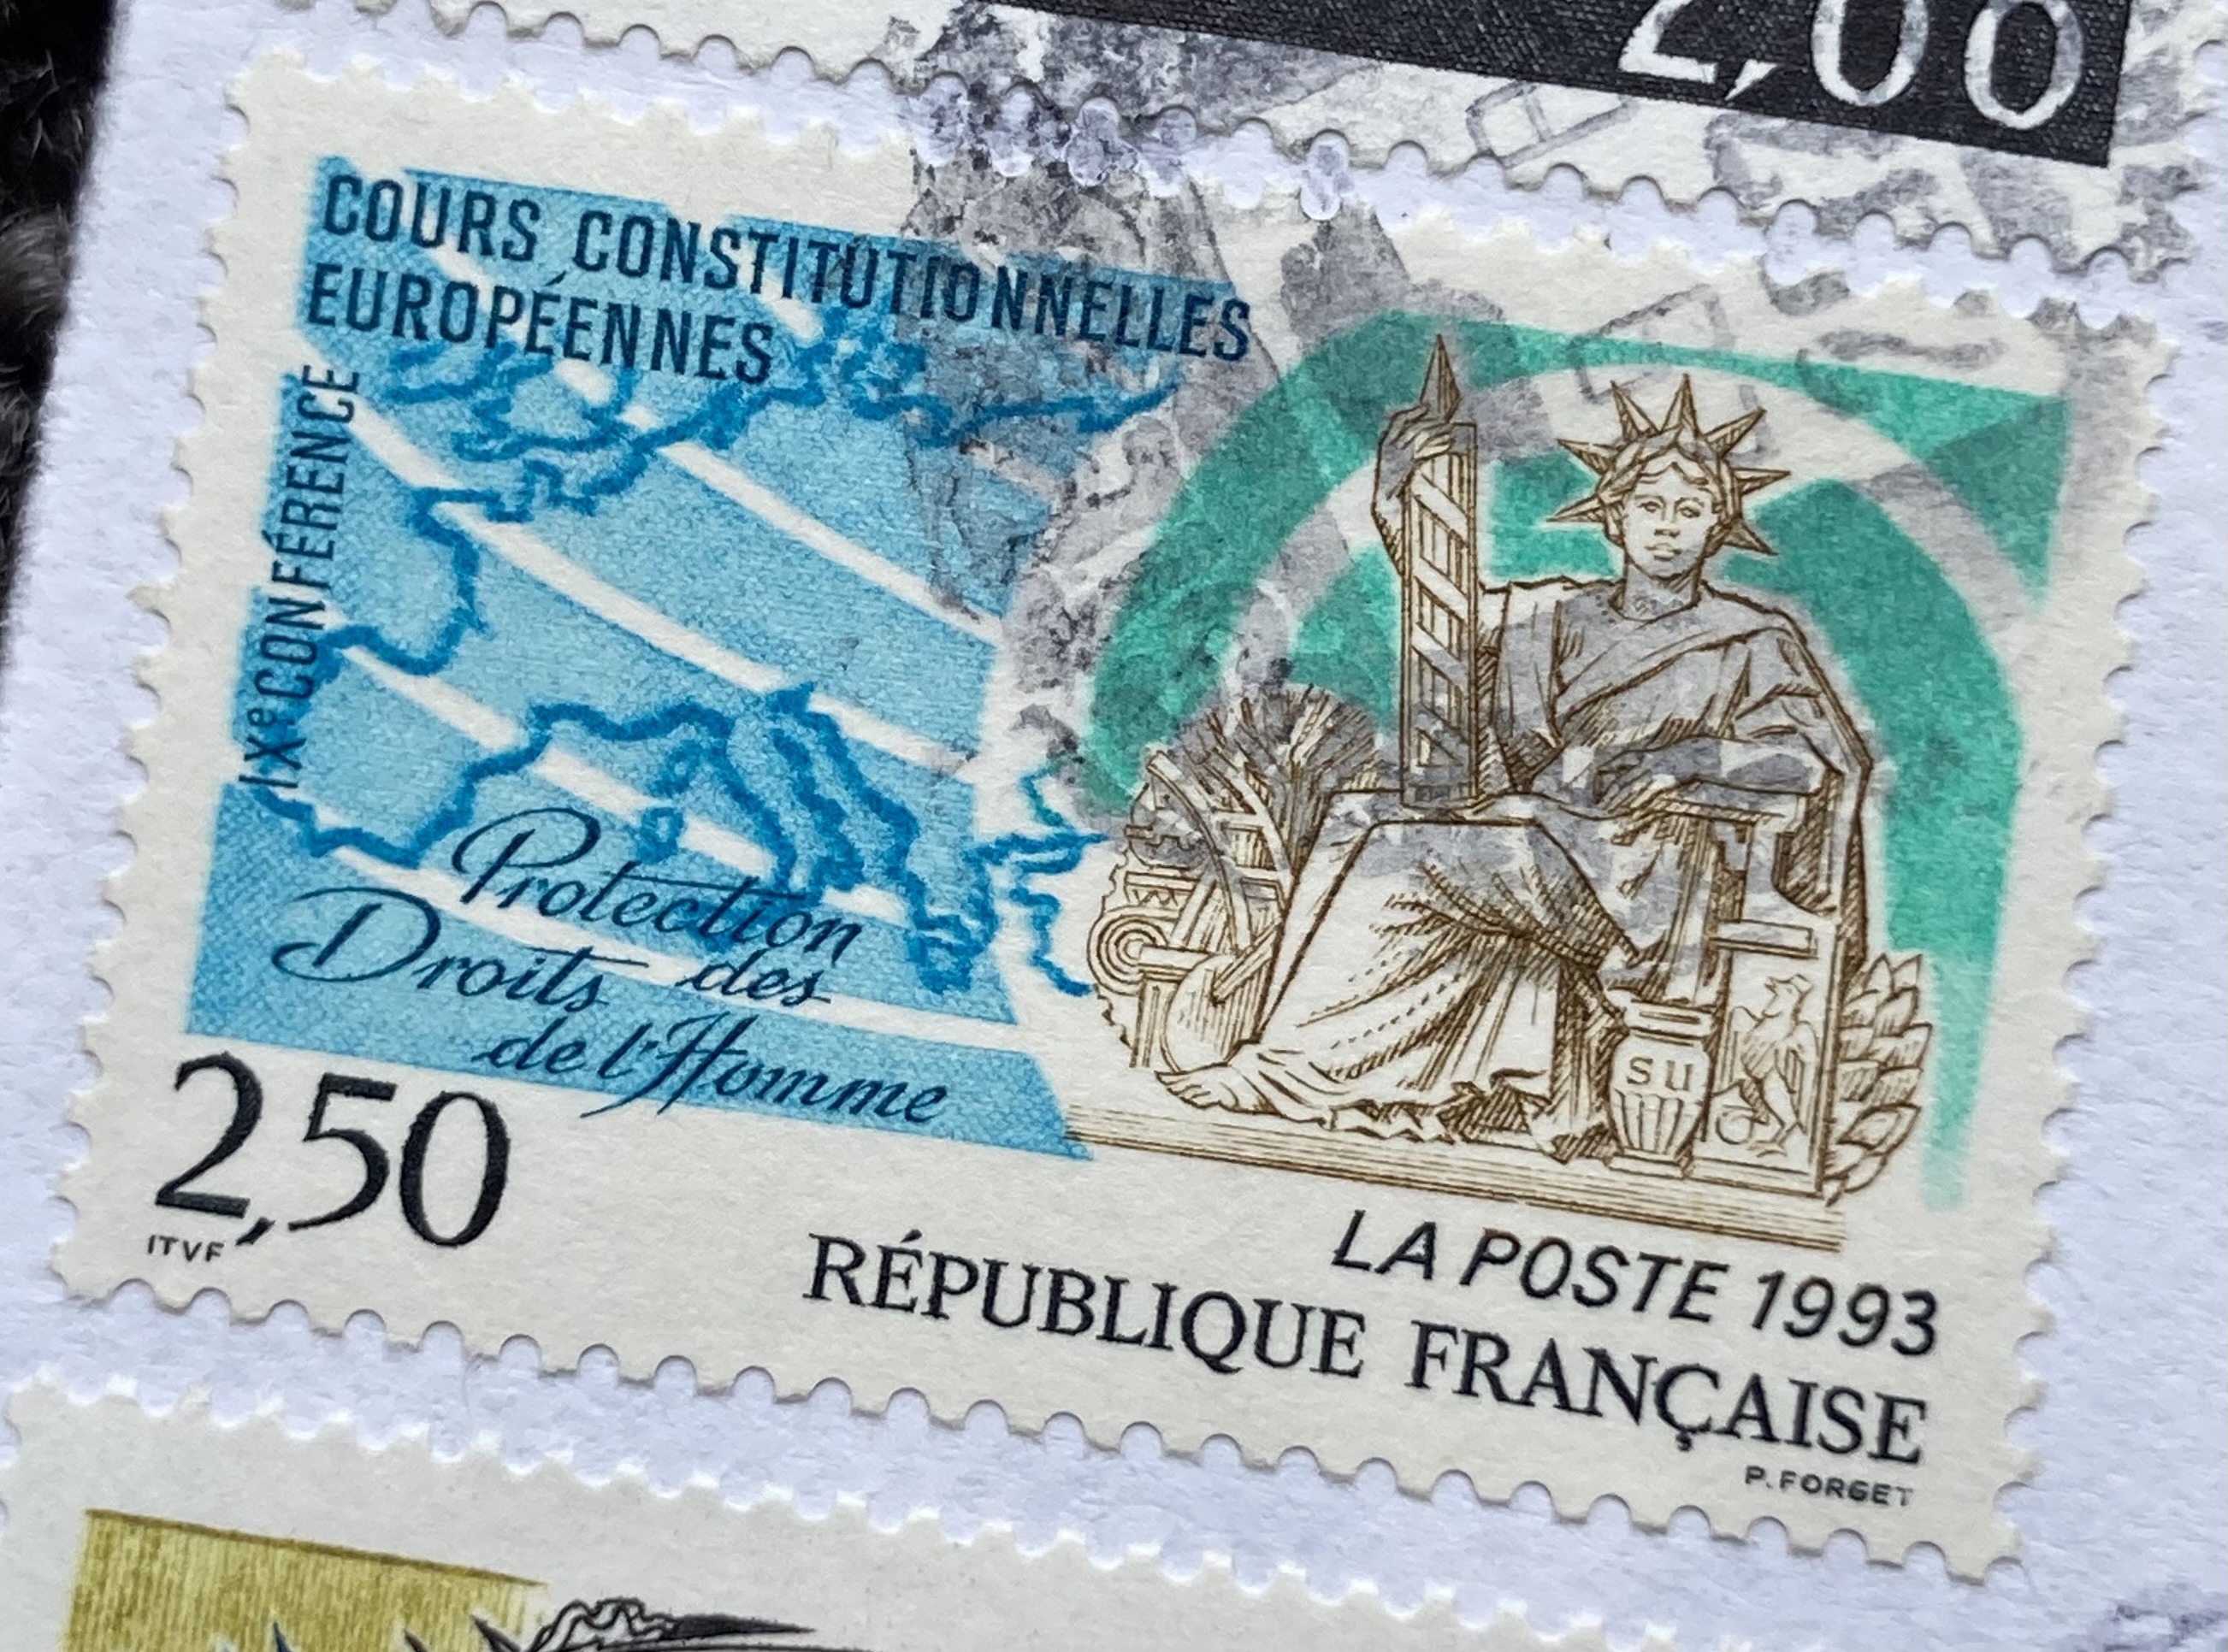 2,00
COURS CONSTITUTIONNELLES
EUROPÉENNES
IXe CONFÉRENCE
Protection
des
Droits
de l'Homme
SU
2,50
ITVF
LA POSTE 1993
RÉPUBLIQUE FRANÇAISE
P. FORGET